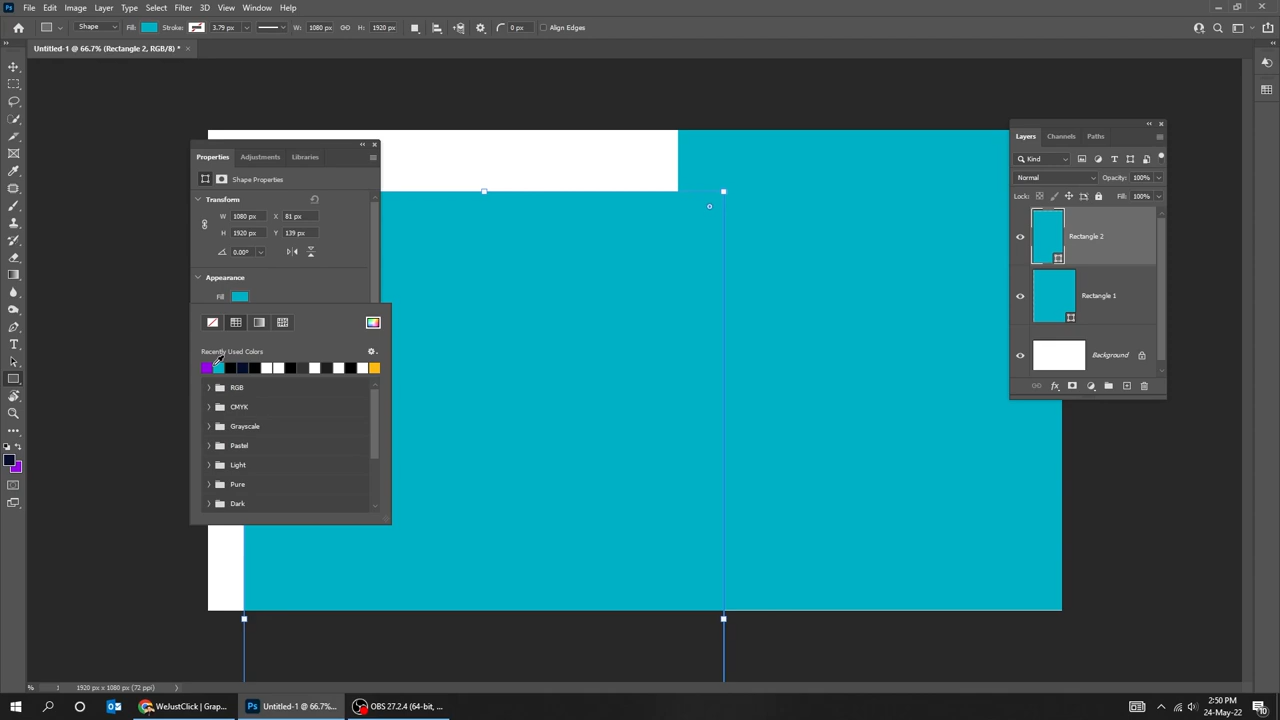 Ps File Edit Image Layer Type Select Filter 3D View Window Help
Shape Fill: Stroke: 3.79 px W: 1080 px H: 1920 px 0 px Align Edges
Untitled-1 @ 66.7% (Rectangle 2, RGB/8) * ×
Properties Adjustments Libraries
Shape Properties
Transform
W 1080 px X 81 px
H 1920 px Y 139 px
0.00°
Appearance
Fill
Recently Used Colors
RGB
CMYK
Grayscale
Pastel
Light
Pure
Dark
Layers Channels Paths
Kind
Normal Opacity: 100%
Lock: Fill: 100%
Rectangle 2
Rectangle 1
Background
fx
% 1 1920 px x 1080 px (72 ppi)
WeJustClick | Grap... Ps Untitled-1 @ 66.7%... OBS 27.2.4 (64-bit, ...
2:50 PM
24-May-22